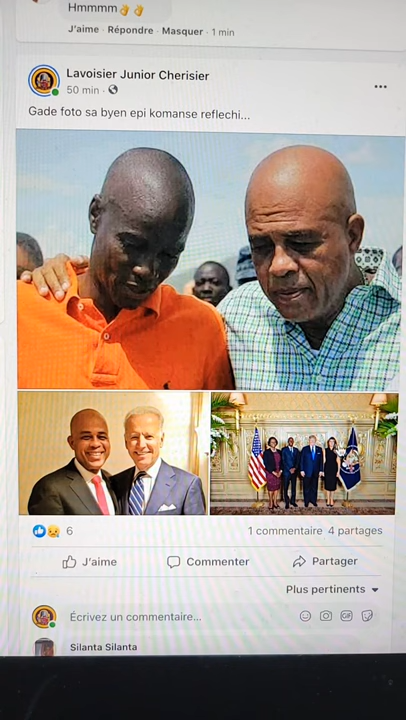 Hmmmm👌👌
J'aime · Répondre · Masquer · 1 min
Lavoisier Junior Cherisier
50 min ·
Gade foto sa byen epi komanse reflechi...
6
1 commentaire 4 partages
J'aime
Commenter
Partager
Plus pertinents
Écrivez un commentaire...
GIF
Silanta Silanta